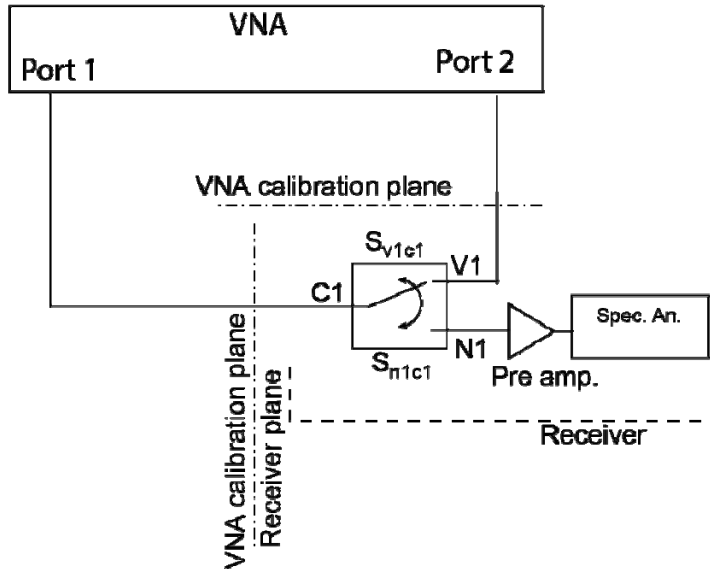 VNA
Port 1
Port 2
VNA calibration plane
Sv1c1
V1
C1
N1
Sn1c1
Spec. An.
Pre amp.
Receiver
VNA calibration plane
Receiver plane